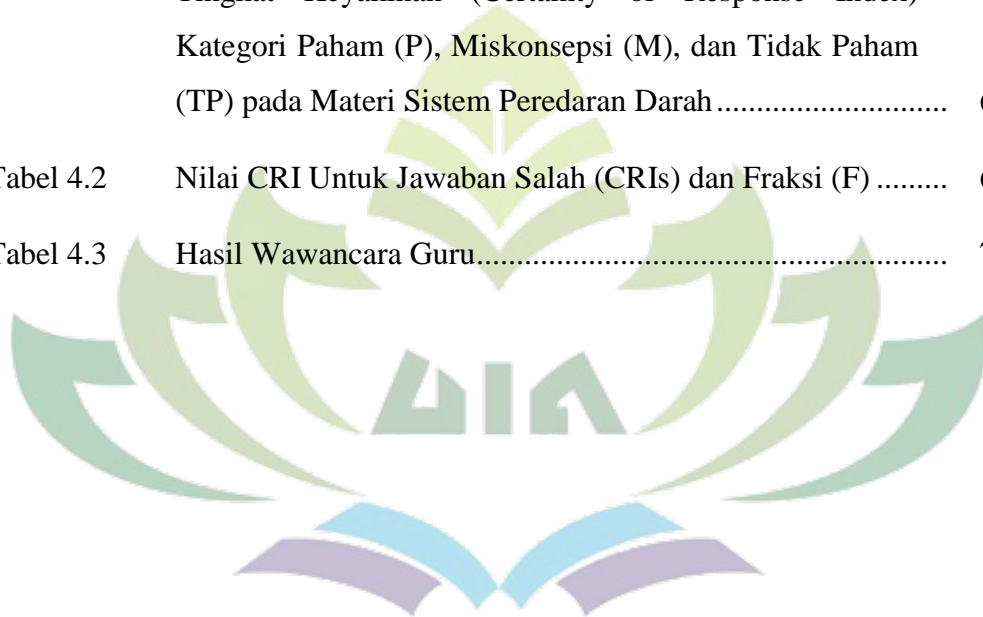 Tingkat Keyakinan (Certainty of Response Index)
Kategori Paham (P), Miskonsepsi (M), dan Tidak Paham
(TP) pada Materi Sistem Peredaran Darah............................
Tabel 4.2 Nilai CRI Untuk Jawaban Salah (CRIs) dan Fraksi (F) .........
Tabel 4.3 Hasil Wawancara Guru..........................................................
UIN